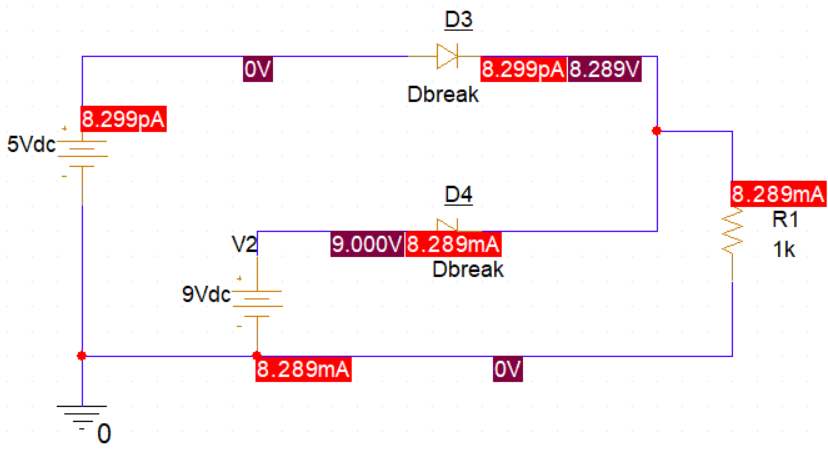 D3
0V
8.299pA
8.289V
Dbreak
8.299pA
5Vdc
D4
8.289mA
R1
1k
V2
9.000V
8.289mA
Dbreak
9Vdc
8.289mA
0V
0